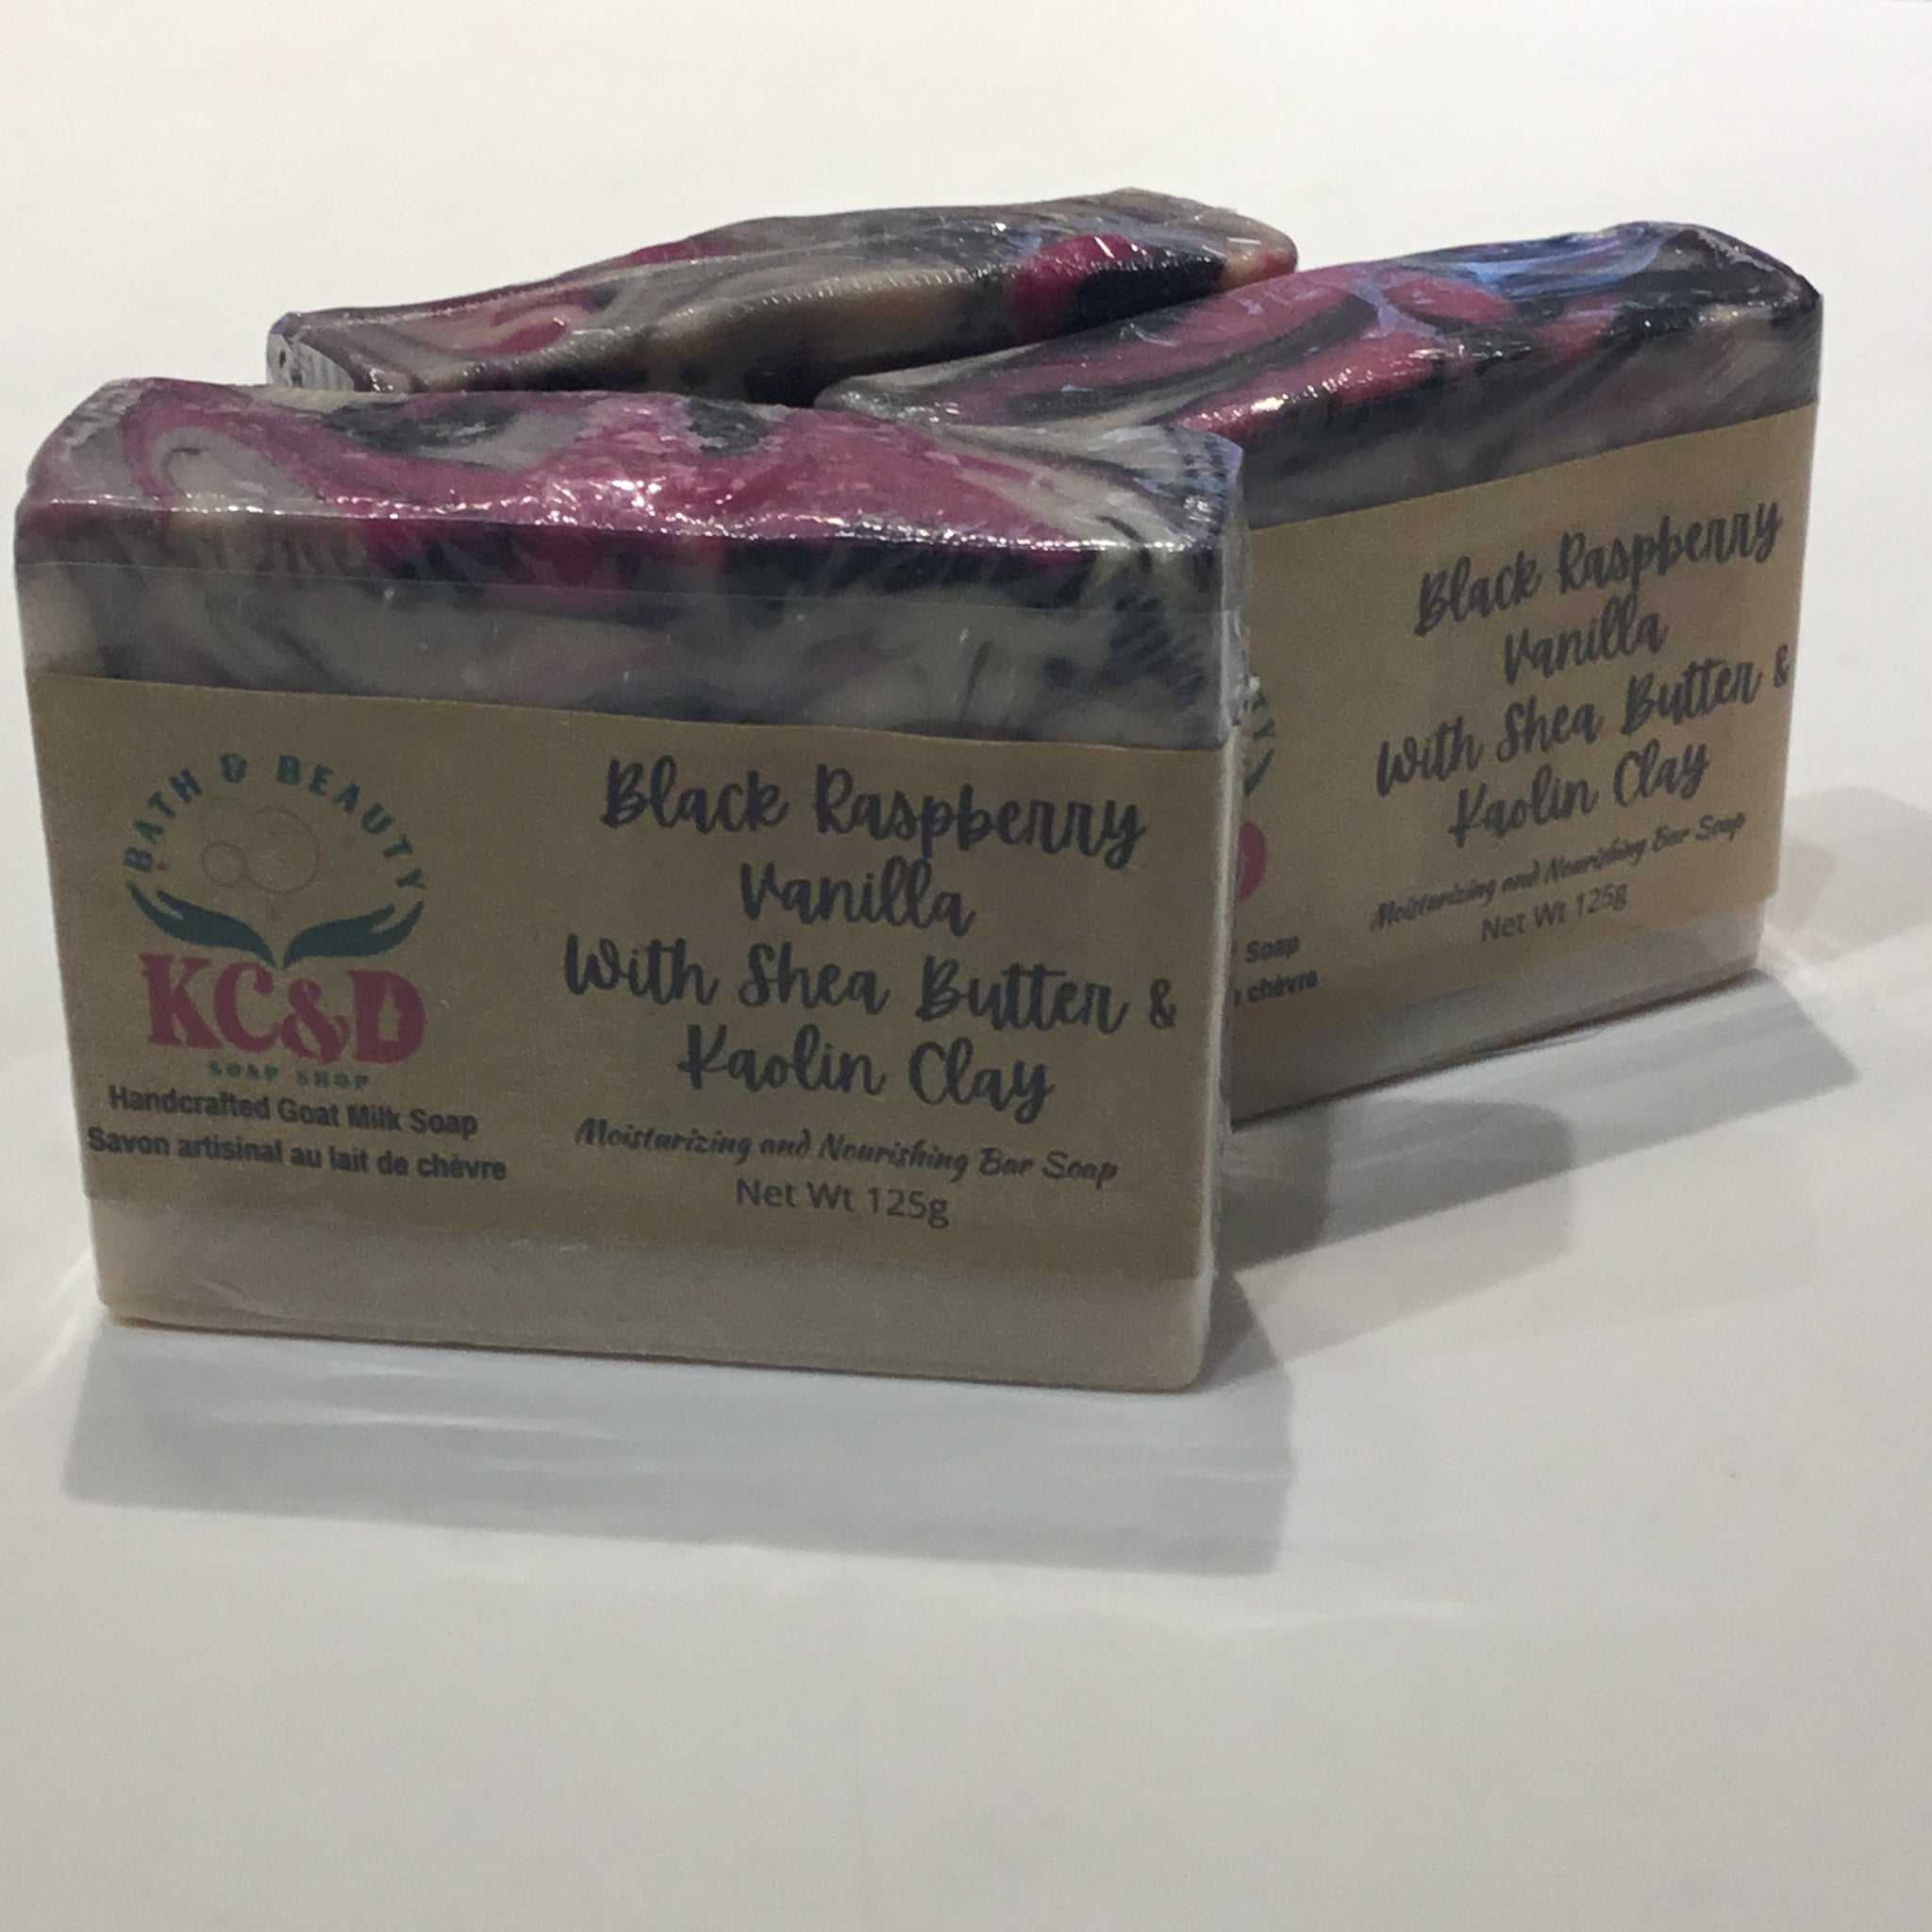 BATH & BEAUTY
KC&D
SOAP SHOP
Handcrafted Goat Milk Soap
Savon artisinal au lait de chèvre
Black Raspberry
Vanilla
With Shea Butter &
Kaolin Clay
Moisturizing and Nourishing Bar Soap
Net Wt 125g
Soap
chèvre
Black Raspberry
Vanilla
With Shea Butter &
Kaolin Clay
Moisturizing and Nourishing Bar Soap
Net Wt 125g